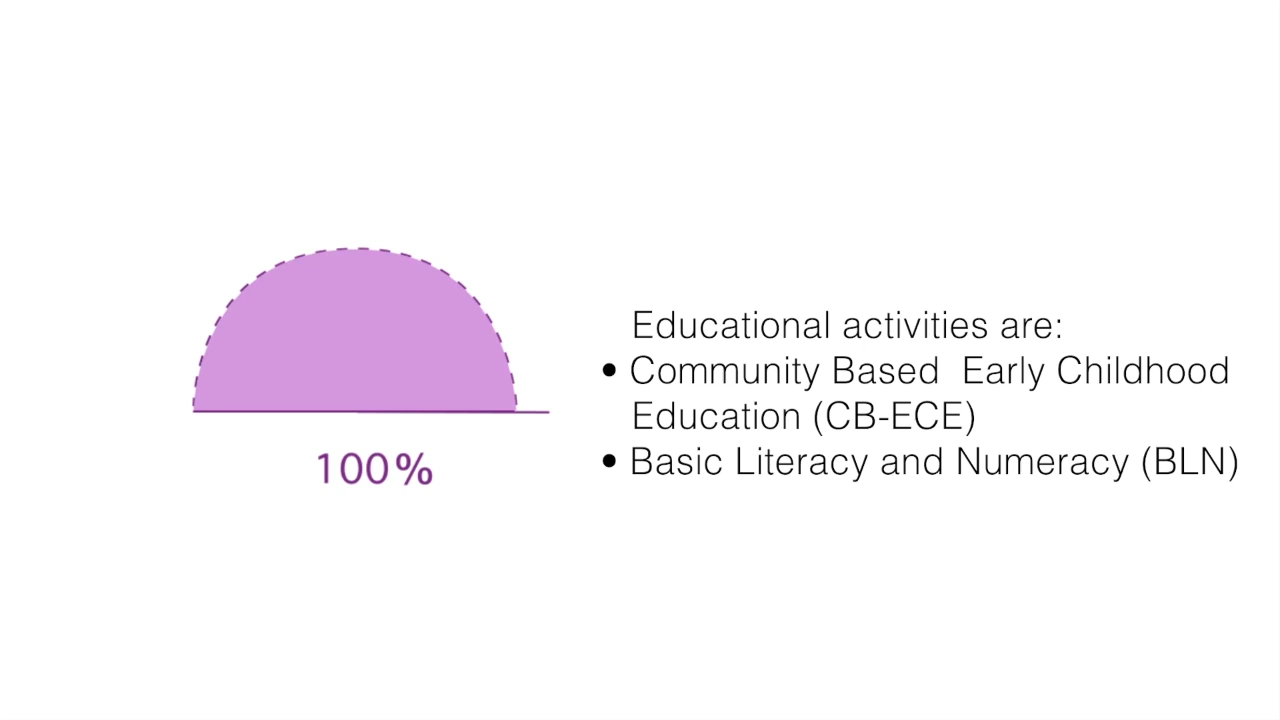 100%
Educational activities are:
• Community Based  Early Childhood
Education (CB-ECE)
• Basic Literacy and Numeracy (BLN)